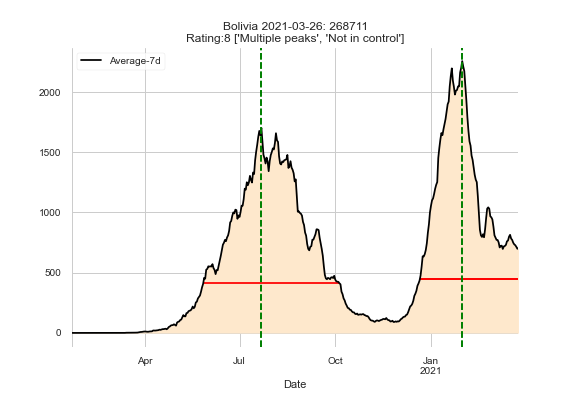 Bolivia 2021-03-26: 268711
Rating:8 ['Multiple peaks', 'Not in control']
Average-7d
2000
1500
1000
500
0
Apr
Jul
Oct
Jan
2021
Date